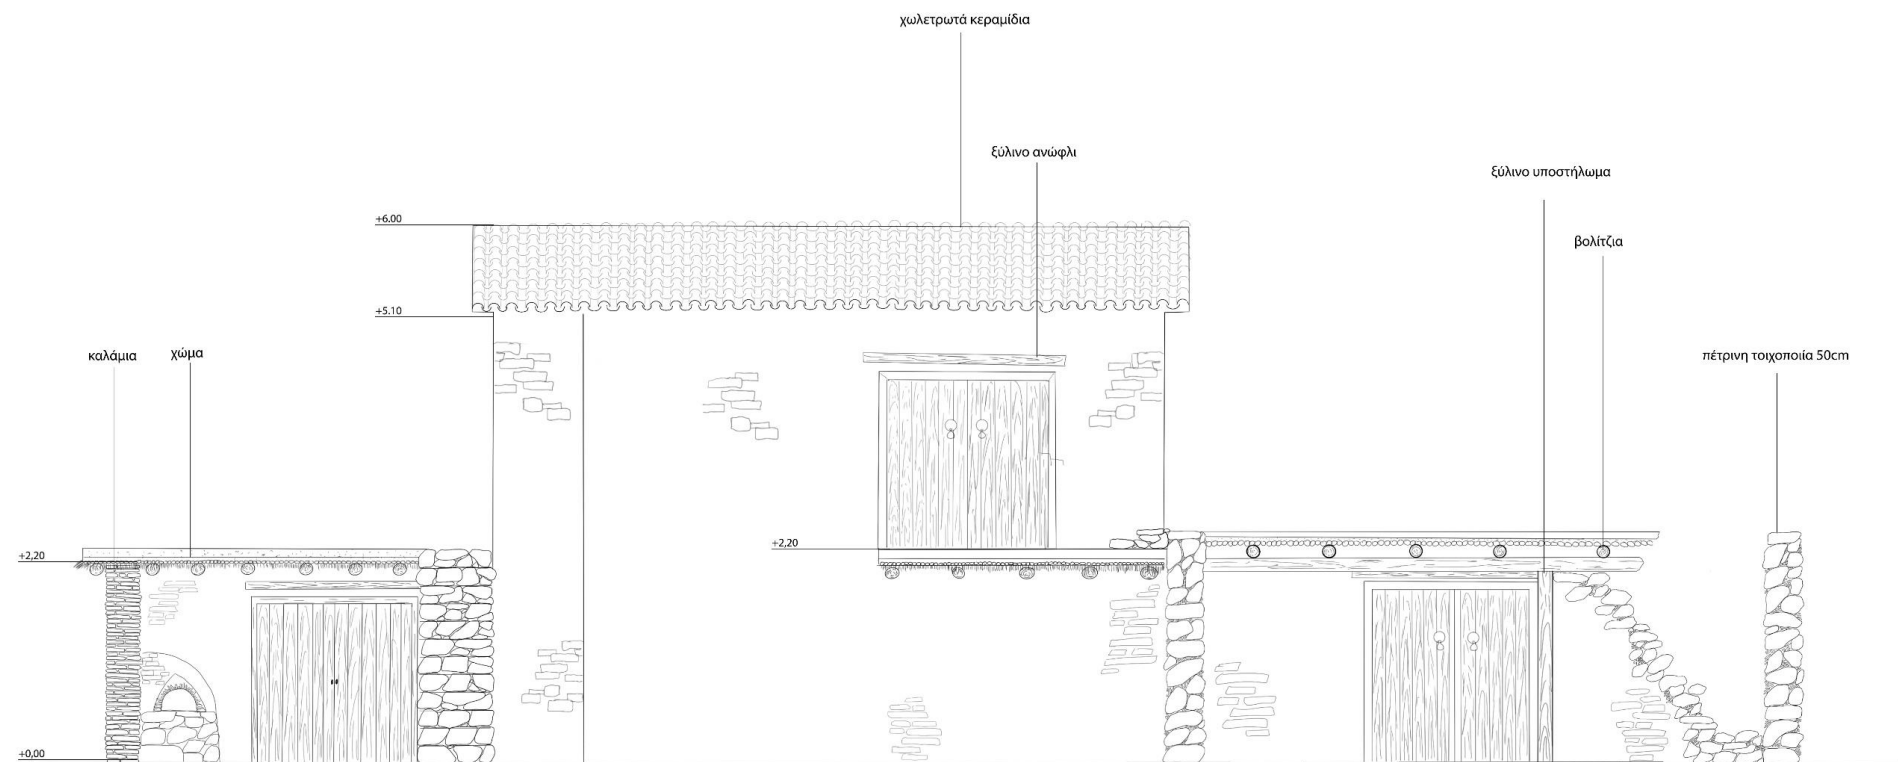 χωλετρωτά κεραμίδια
ξύλινο ανώφλι
ξύλινο υποστήλωμα
+6.00
βολίτζια
+5.10
καλάμια
χώμα
πέτρινη τοιχοποιία 50cm
+2,20
+2,20
+0,00